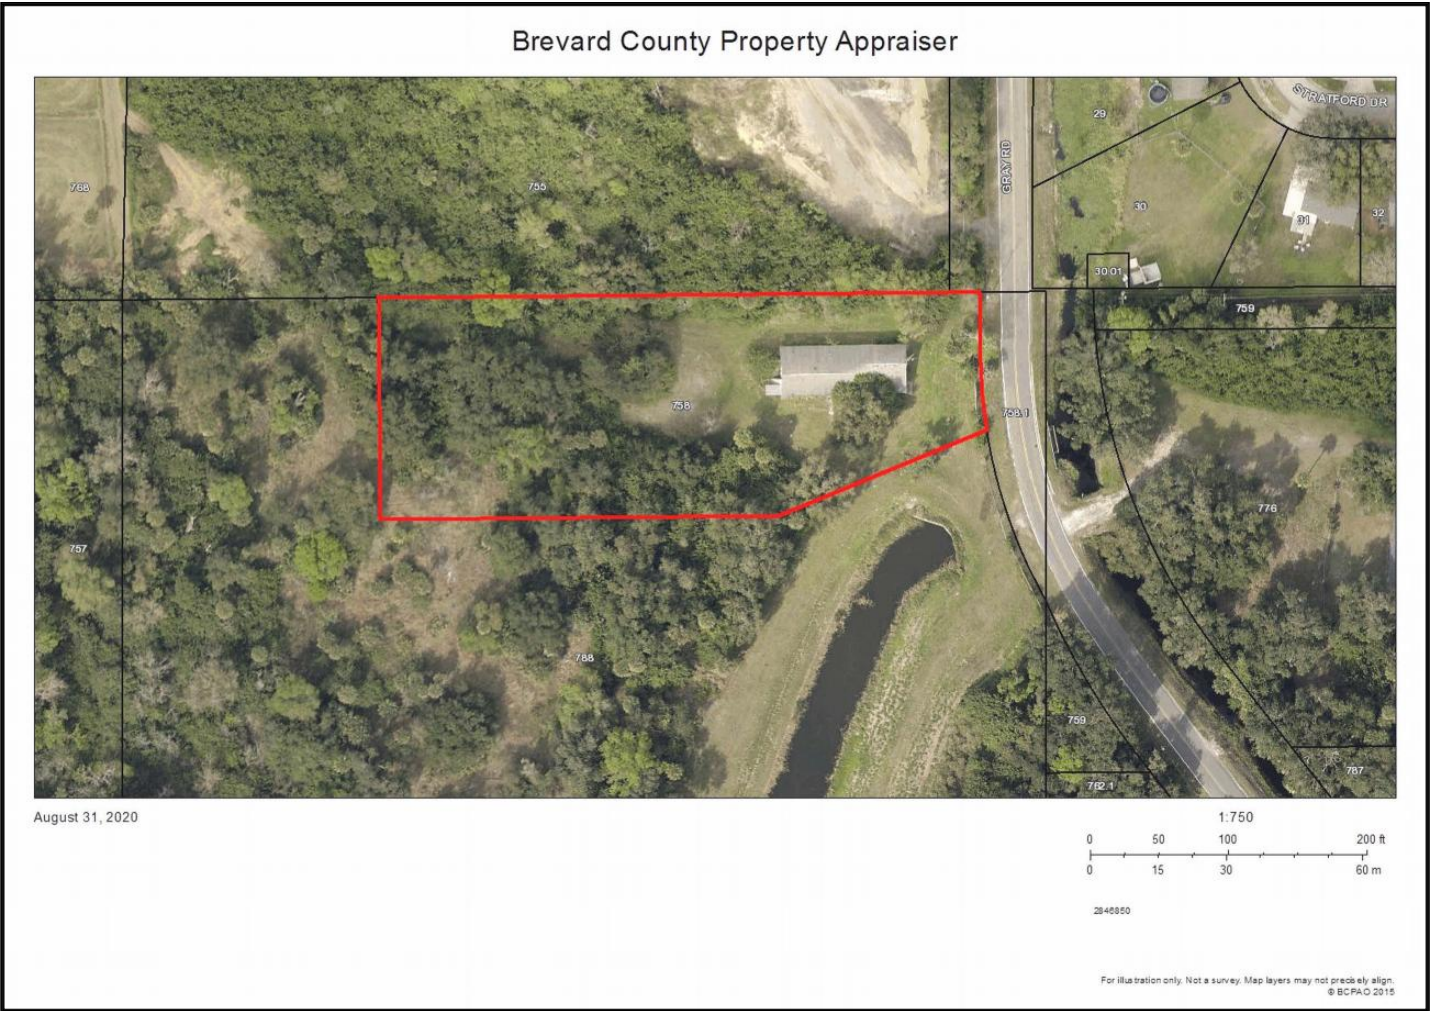 Brevard County Property Appraiser
STRATFORD DR
29
GRAY RD
768
755
30
31
32
30.01
759
758
758.1
776
757
788
759
787
762.1
August 31, 2020
1:750
0 50 100 200 ft
0 15 30 60 m
2846850
For illustration only. Not a survey. Map layers may not precisely align.
© BCPAO 2015